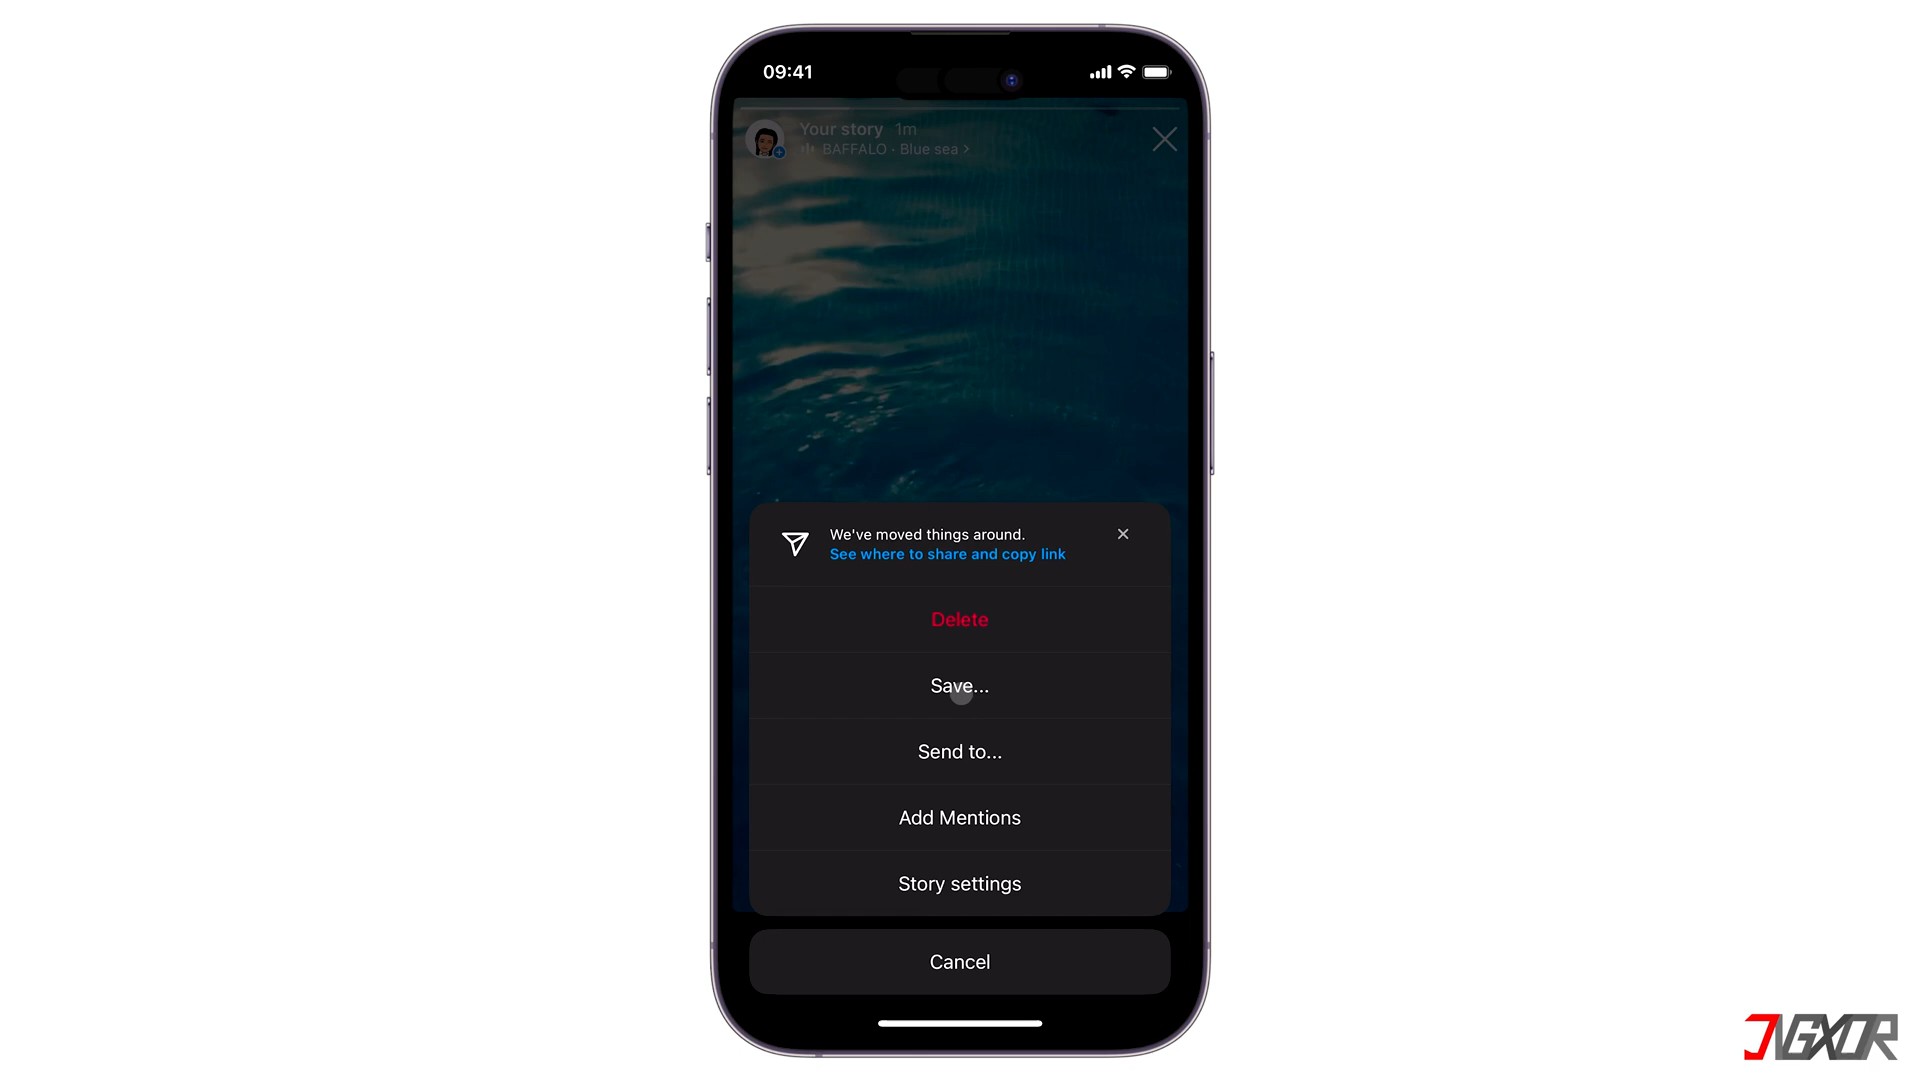 09:41
Your story 1m
BAFFALO · Blue sea >
We've moved things around.
See where to share and copy link
Delete
Save...
Send to...
Add Mentions
Story settings
Cancel
JVGXOR